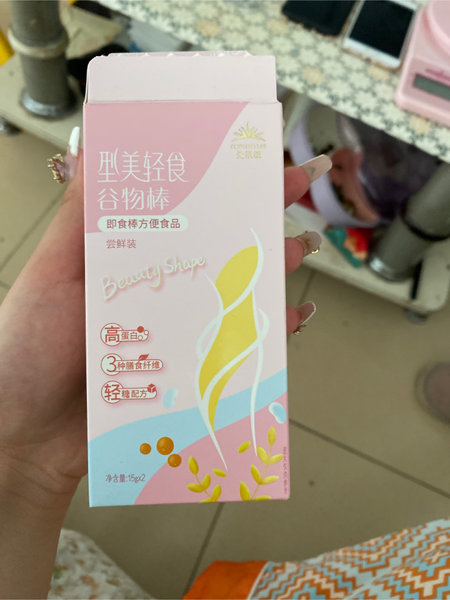 型美轻食
谷物棒
即食棒方便食品
尝鲜装
Beauty Shape
高蛋白
3种膳食纤维
轻糖配方
净含量:15g×2